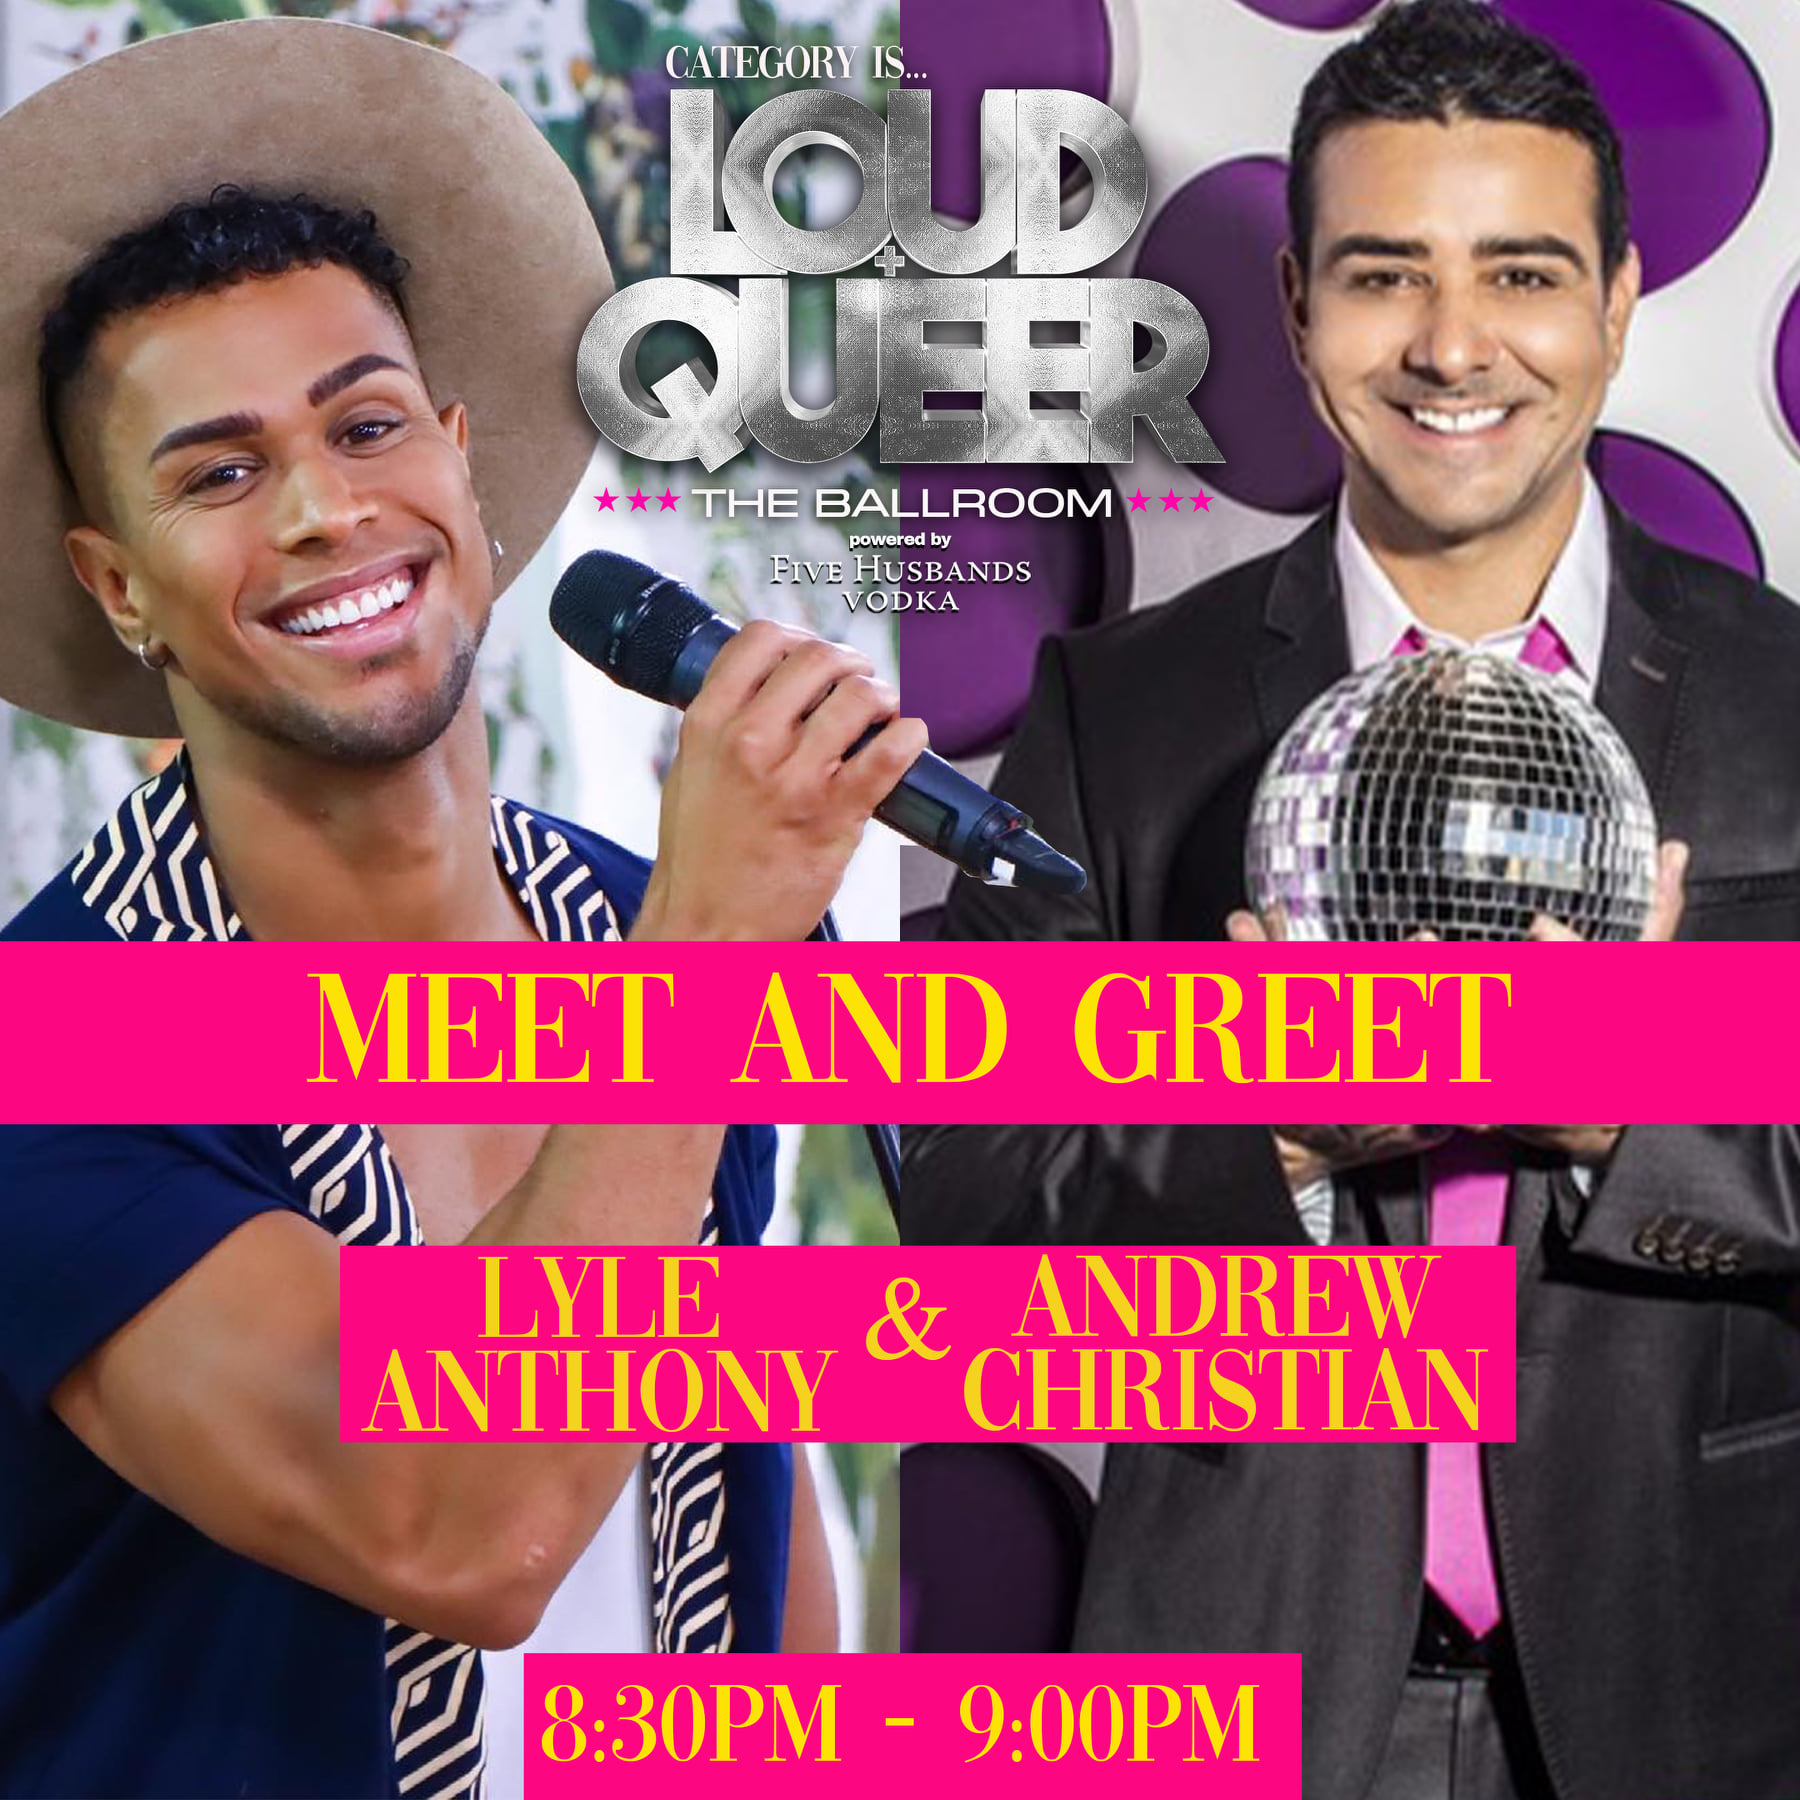 CATEGORY IS...
LOUD
+
QUEER
★★★ THE BALLROOM ★★★
powered by
FIVE HUSBANDS
VODKA
MEET AND GREET
LYLE
ANTHONY
&
ANDREW
CHRISTIAN
8:30PM - 9:00PM